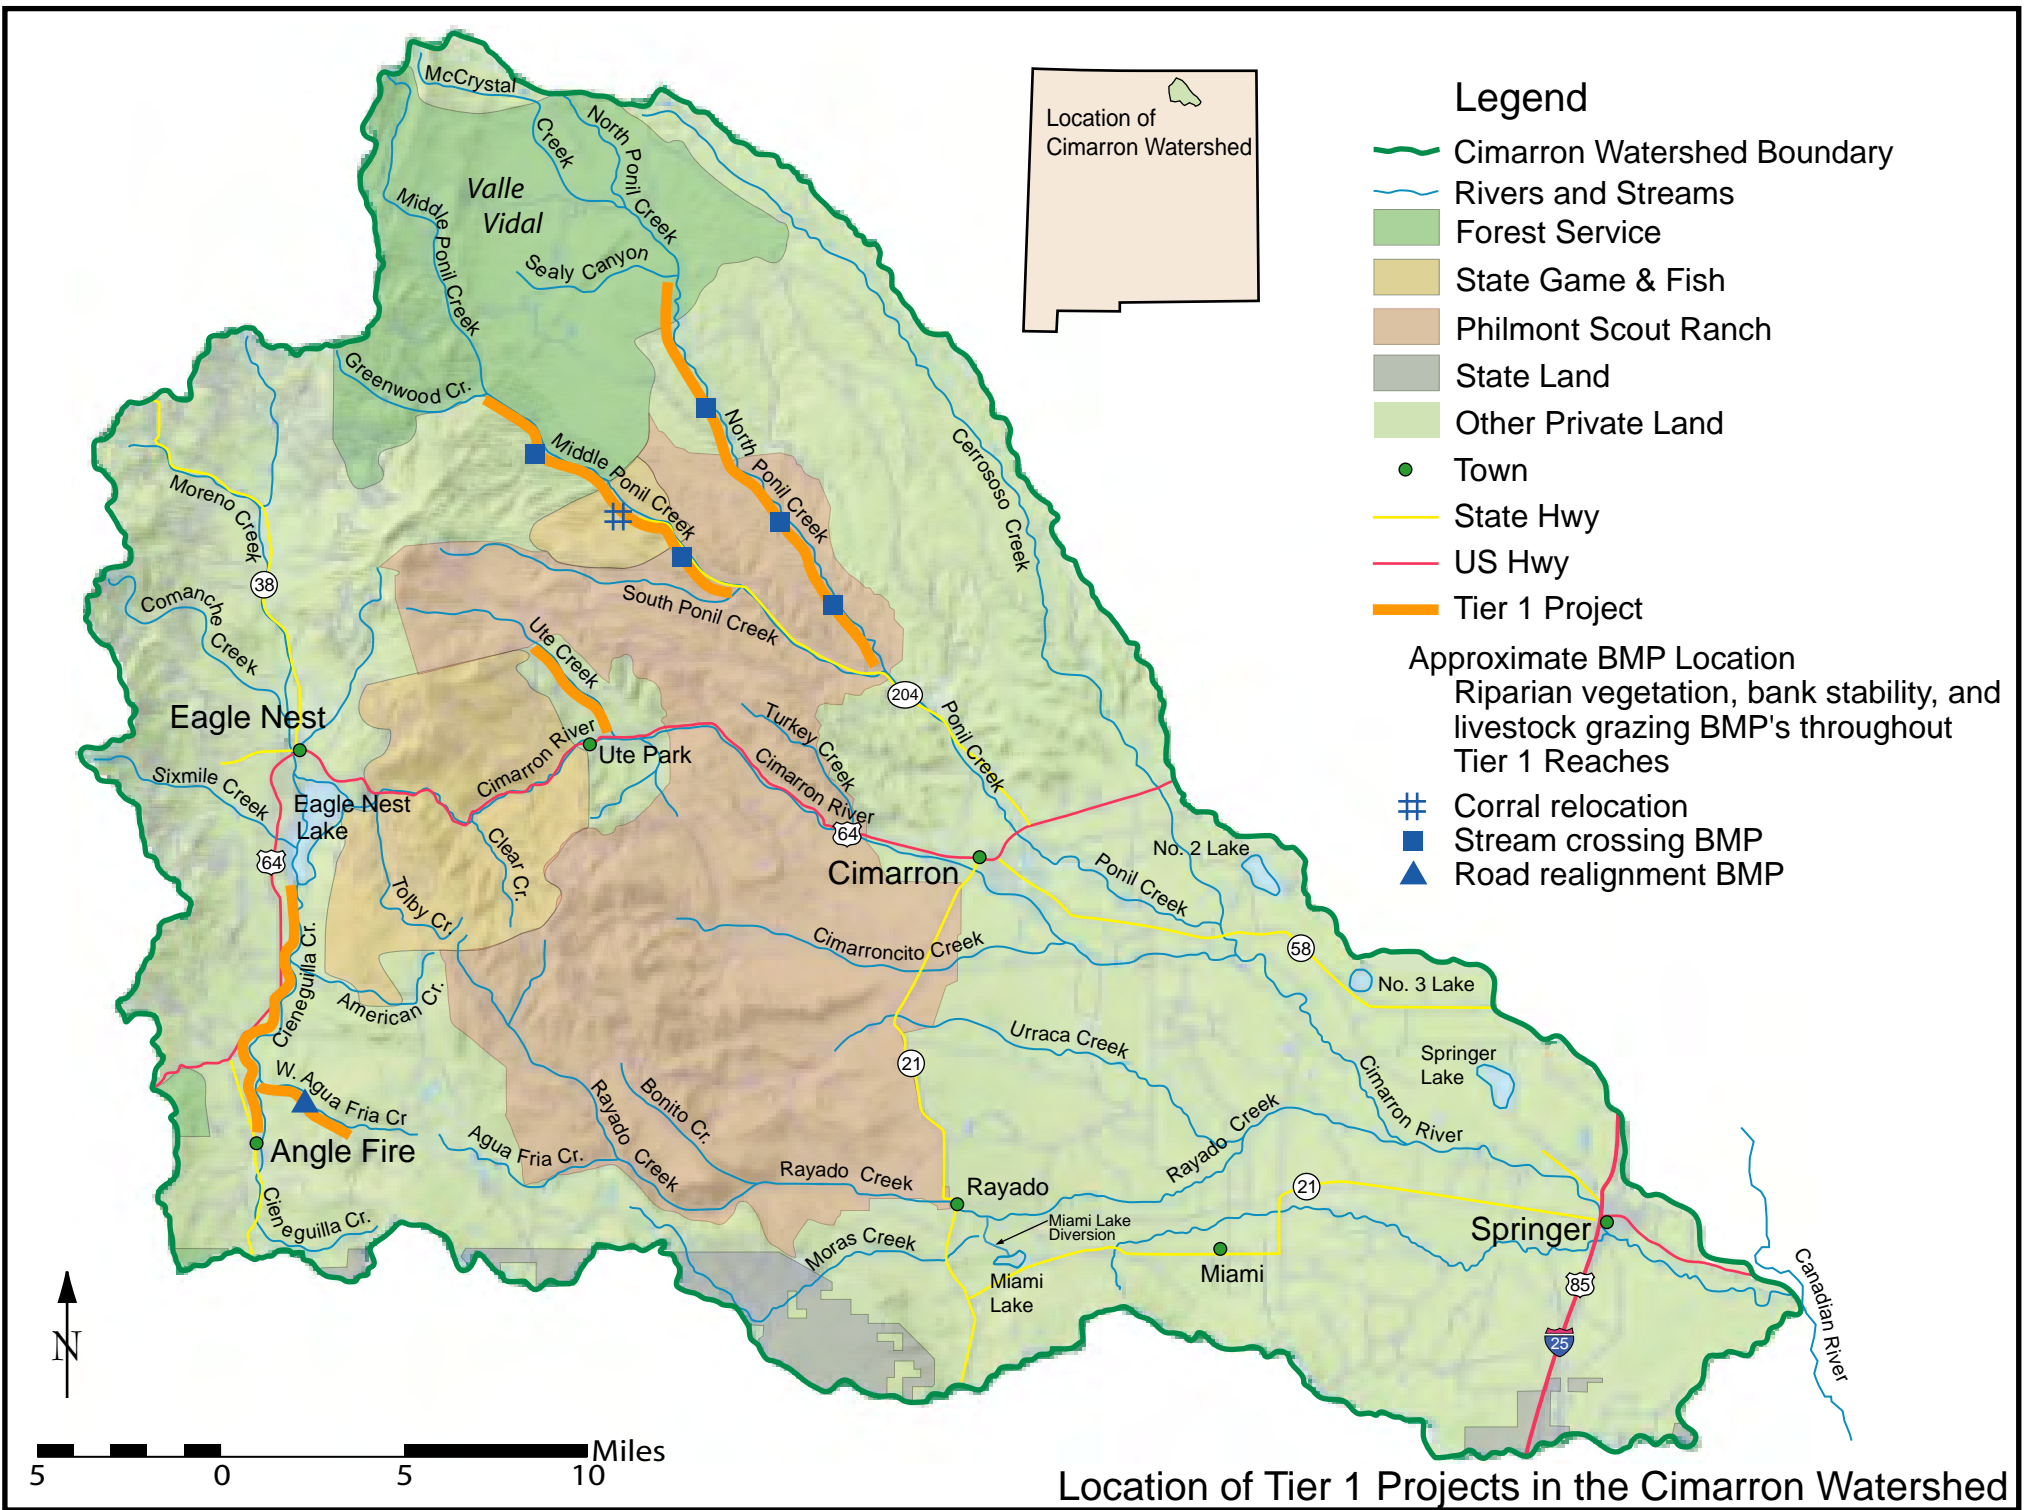 McCrystal
Creek
North Ponil Creek
Valle
Vidal
Middle Ponil Creek
Sealy Canyon
Greenwood Cr.
Middle Ponil Creek
North Ponil Creek
Cerrososo Creek
Moreno Creek
38
Comanche Creek
South Ponil Creek
Ute Creek
204
Ponil Creek
Turkey Creek
Eagle Nest
Cimarron River
Ute Park
Cimarron River
Sixmile Creek
Eagle Nest
Lake
64
64
Clear Cr.
Cimarron
No. 2 Lake
Ponil Creek
Tolby Cr.
Cimarroncito Creek
58
Cieneguilla Cr.
American Cr.
No. 3 Lake
Urraca Creek
21
Springer
Lake
Cimarron River
W. Agua Fria Cr
Rayado Creek
Bonito Cr.
Angle Fire
Agua Fria Cr.
Rayado Creek
Rayado Creek
Rayado
21
Cieneguilla Cr.
Moras Creek
Miami Lake
Diversion
Springer
Miami
Miami
Lake
85
25
Canadian River
N
Miles
5 0 5 10
Location of
Cimarron Watershed
Legend
Cimarron Watershed Boundary
Rivers and Streams
Forest Service
State Game & Fish
Philmont Scout Ranch
State Land
Other Private Land
Town
State Hwy
US Hwy
Tier 1 Project
Approximate BMP Location
Riparian vegetation, bank stability, and
livestock grazing BMP's throughout
Tier 1 Reaches
Corral relocation
Stream crossing BMP
Road realignment BMP
Location of Tier 1 Projects in the Cimarron Watershed